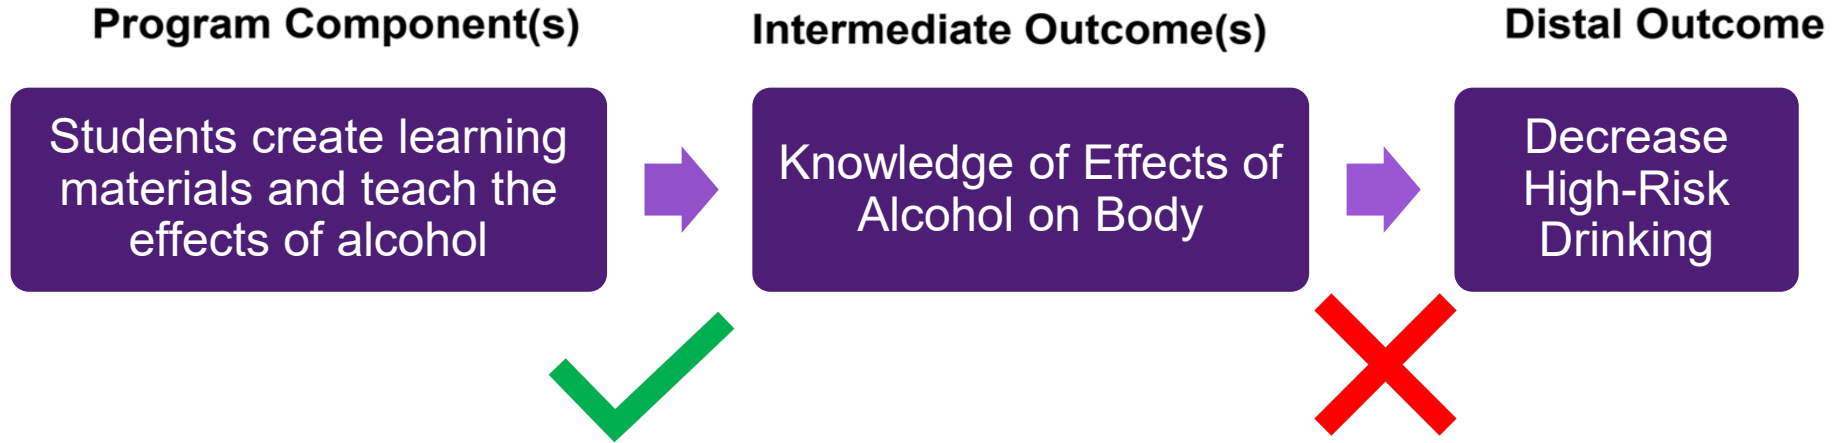 Program Component(s)
Intermediate Outcome(s)
Distal Outcome
Students create learning
materials and teach the
effects of alcohol
Knowledge of Effects of
Alcohol on Body
Decrease
High-Risk
Drinking